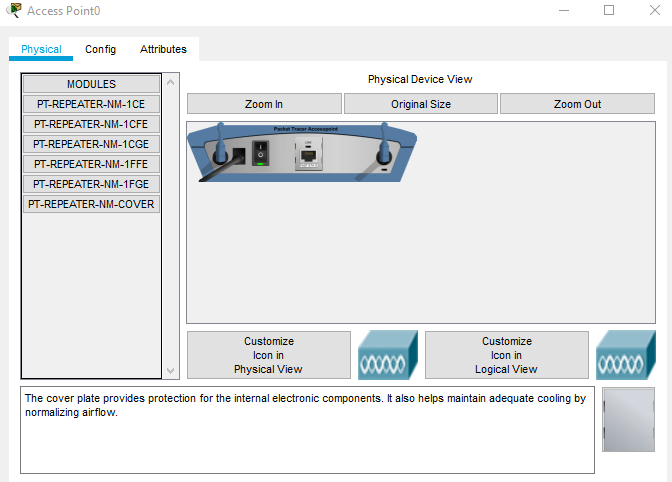 Access Point0
Physical Config Attributes
MODULES
PT-REPEATER-NM-1CE
PT-REPEATER-NM-1CFE
PT-REPEATER-NM-1CGE
PT-REPEATER-NM-1FFE
PT-REPEATER-NM-1FGE
PT-REPEATER-NM-COVER
Physical Device View
Zoom In Original Size Zoom Out
Packet Tracer Accesspoint
Customize
Icon in
Physical View
Customize
Icon in
Logical View
The cover plate provides protection for the internal electronic components. It also helps maintain adequate cooling by
normalizing airflow.